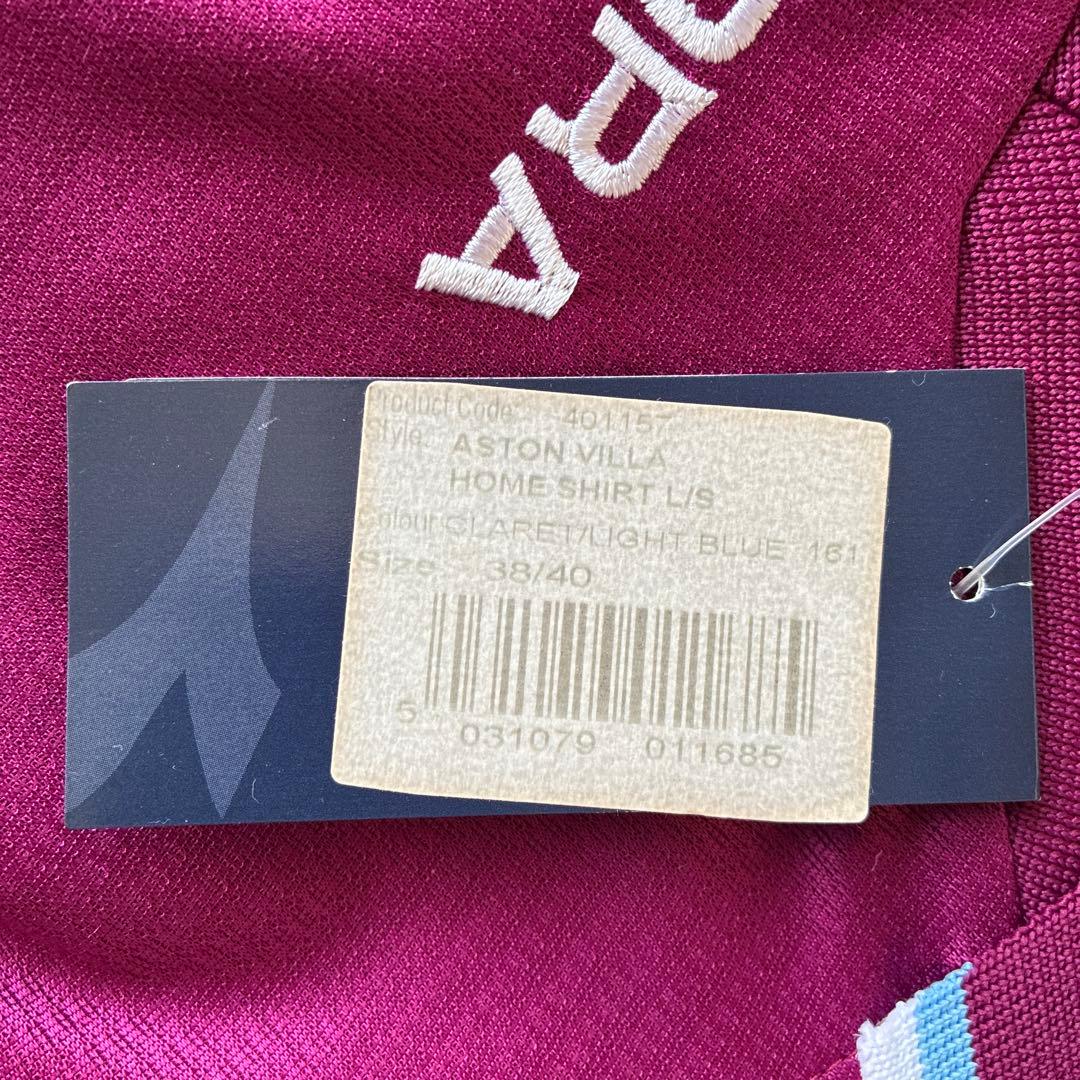 ORA
Product Code: 401157
Style: ASTON VILLA
HOME SHIRT L/S
Colour CLARET/LIGHT BLUE 161
Size 38/40
5 031079 011685